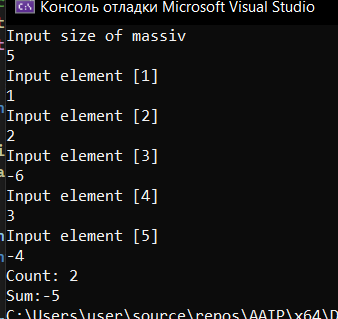 Консоль отладки Microsoft Visual Studio
Input size of massiv
5
Input element [1]
1
Input element [2]
2
Input element [3]
-6
Input element [4]
3
Input element [5]
-4
Count: 2
Sum:-5
C:\Users\user\source\repos\AAIP\x64\D